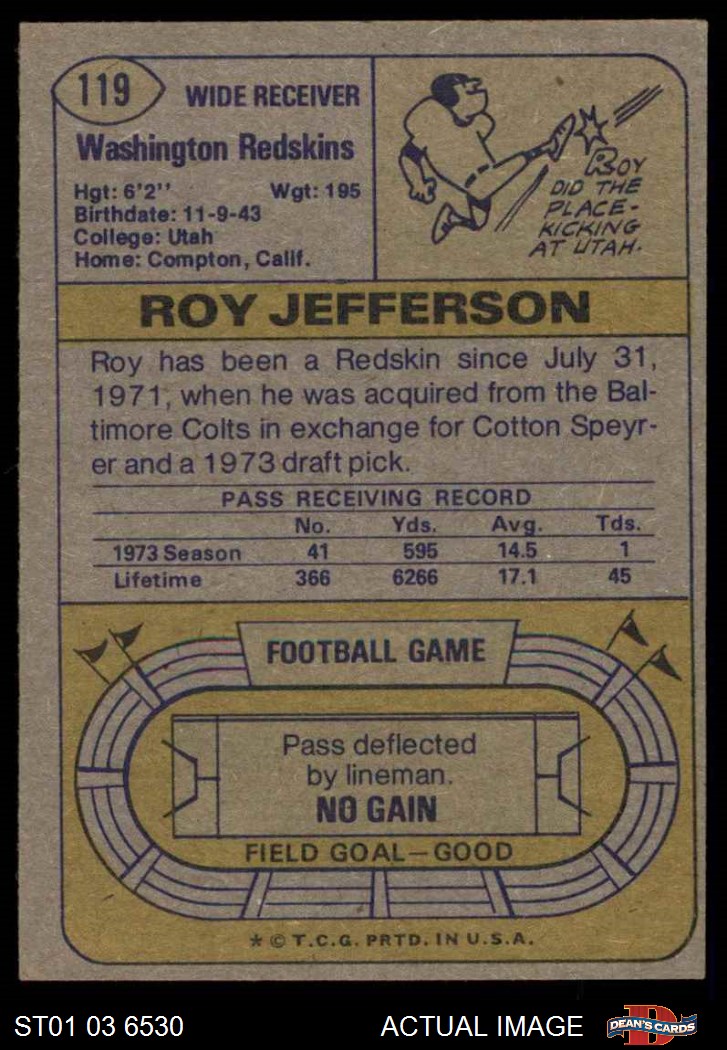 119
WIDE RECEIVER
Washington Redskins
Hgt: 6'2'' Wgt: 195
Birthdate: 11-9-43
College: Utah
Home: Compton, Calif.
ROY
DID THE
PLACE-
KICKING
AT UTAH.
ROY JEFFERSON
Roy has been a Redskin since July 31,
1971, when he was acquired from the Bal-
timore Colts in exchange for Cotton Speyr-
er and a 1973 draft pick.
PASS RECEIVING RECORD
No. Yds. Avg. Tds.
1973 Season 41 595 14.5 1
Lifetime 366 6266 17.1 45
FOOTBALL GAME
Pass deflected
by lineman.
NO GAIN
FIELD GOAL—GOOD
* © T.C.G. PRTD. IN U.S.A.
ST01 03 6530 ACTUAL IMAGE
D
DEAN'S CARDS